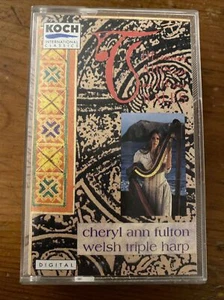 KOCH
INTERNATIONAL
CLASSICS
cheryl ann fulton
welsh triple harp
DIGITAL